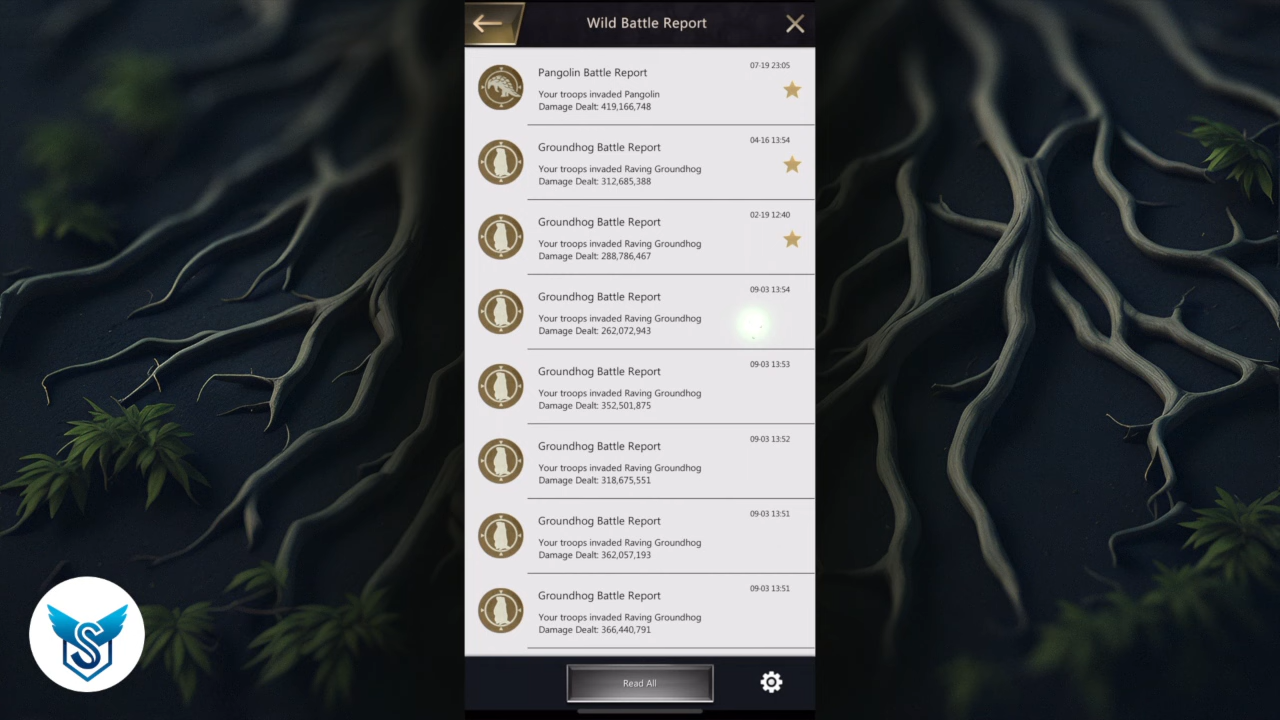 Wild Battle Report
Pangolin Battle Report
07-19 23:05
Your troops invaded Pangolin
Damage Dealt: 419,166,748
Groundhog Battle Report
04-16 13:54
Your troops invaded Raving Groundhog
Damage Dealt: 312,685,388
Groundhog Battle Report
02-19 12:40
Your troops invaded Raving Groundhog
Damage Dealt: 288,786,467
Groundhog Battle Report
09-03 13:54
Your troops invaded Raving Groundhog
Damage Dealt: 262,072,943
Groundhog Battle Report
09-03 13:53
Your troops invaded Raving Groundhog
Damage Dealt: 352,501,875
Groundhog Battle Report
09-03 13:52
Your troops invaded Raving Groundhog
Damage Dealt: 318,675,551
Groundhog Battle Report
09-03 13:51
Your troops invaded Raving Groundhog
Damage Dealt: 362,057,193
Groundhog Battle Report
09-03 13:51
Your troops invaded Raving Groundhog
Damage Dealt: 366,440,791
Read All
S